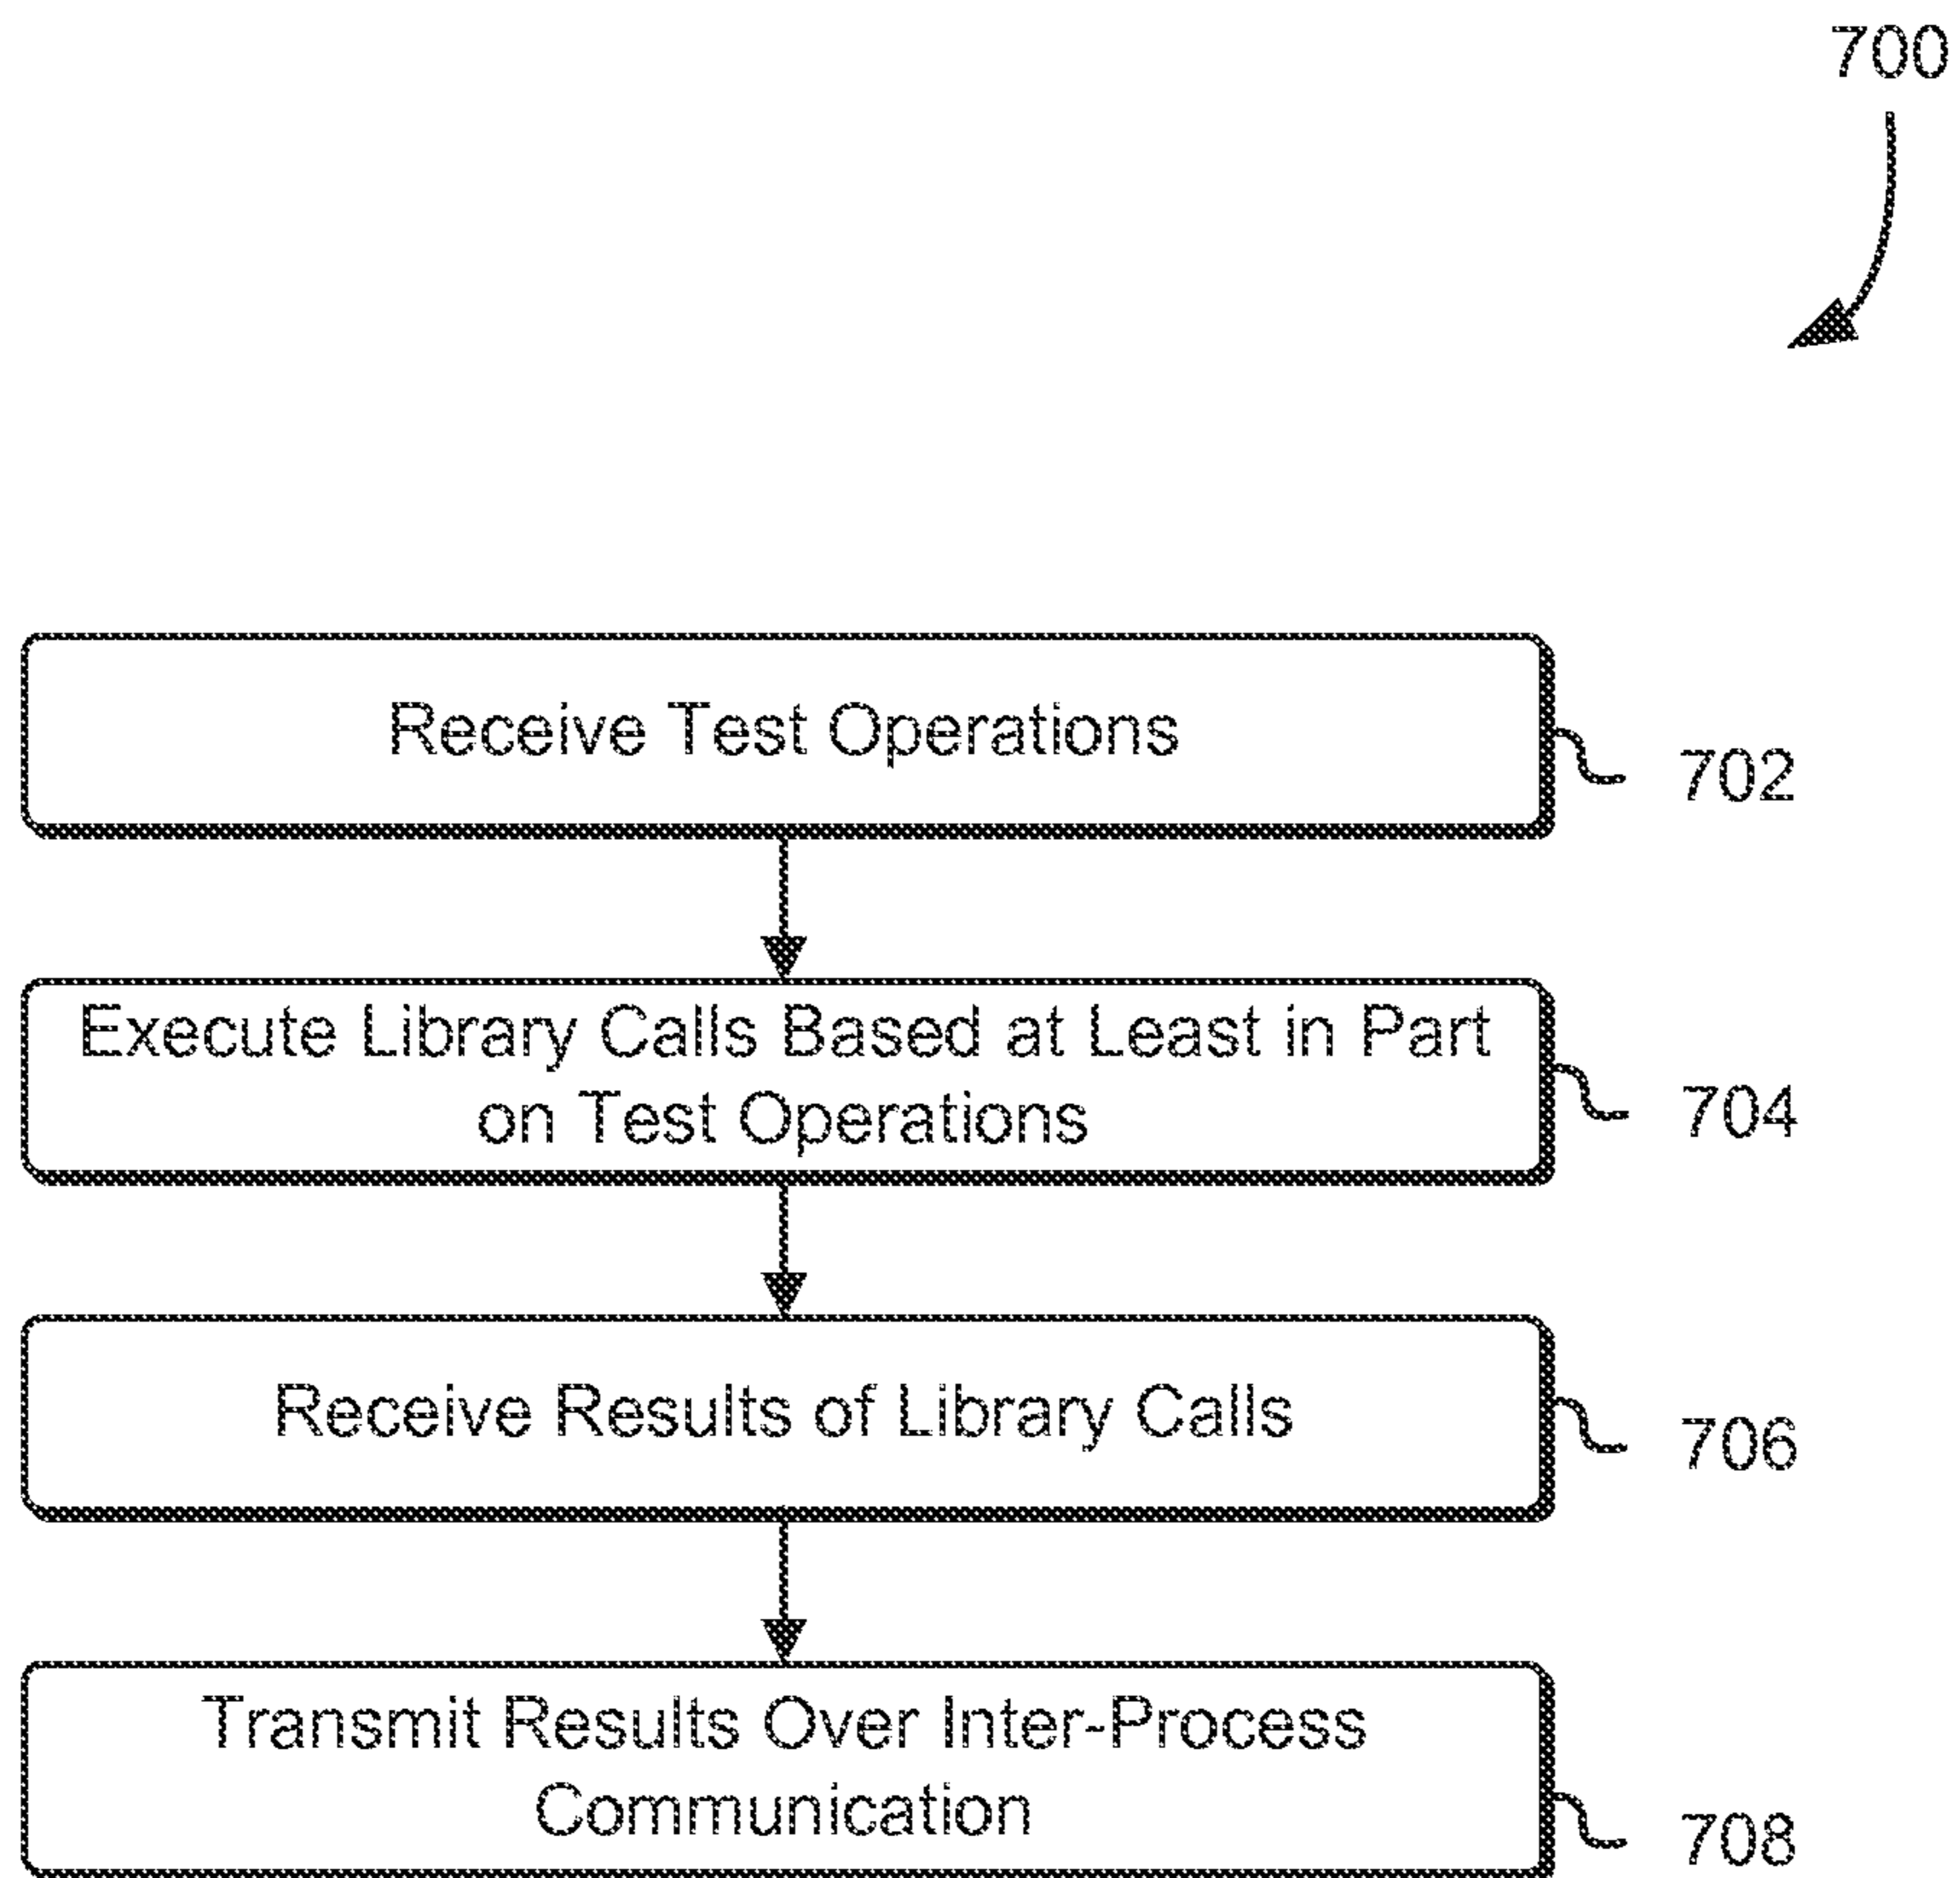 700
Receive Test Operations
702
Execute Library Calls Based at Least in Part
on Test Operations
704
Receive Results of Library Calls
706
Transmit Results Over Inter-Process
Communication
708